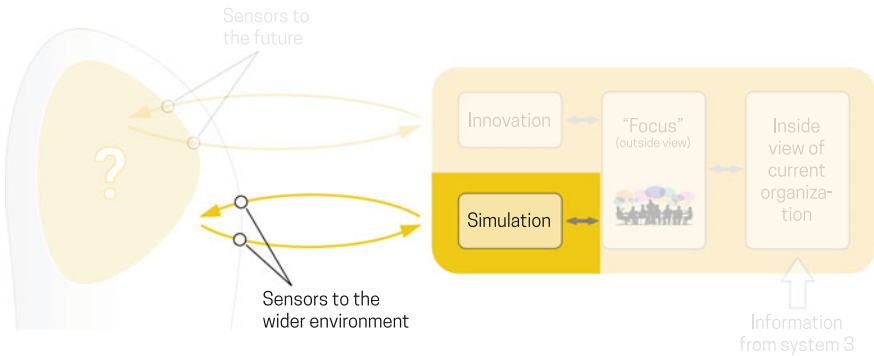 Sensors to
the future
?
Innovation
"Focus"
(outside view)
Inside
view of
current
organiza-
tion
Simulation
Sensors to the
wider environment
Information
from system 3